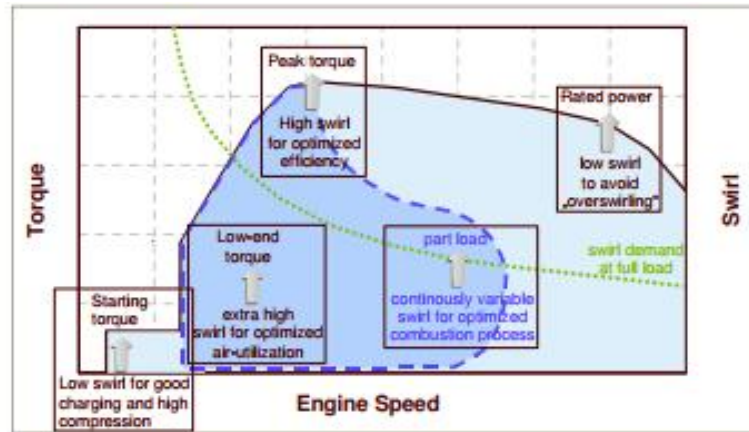 Peak torque
High swirl
for optimized
efficiency
Rated power
low swirl
to avoid
„overswirling"
Torque
Swirl
Low-end
torque
extra high
swirl for optimized
air-utilization
part load
continously variable
swirl for optimized
combustion process
swirl demand
at full load
Starting
torque
Low swirl for good
charging and high
compression
Engine Speed